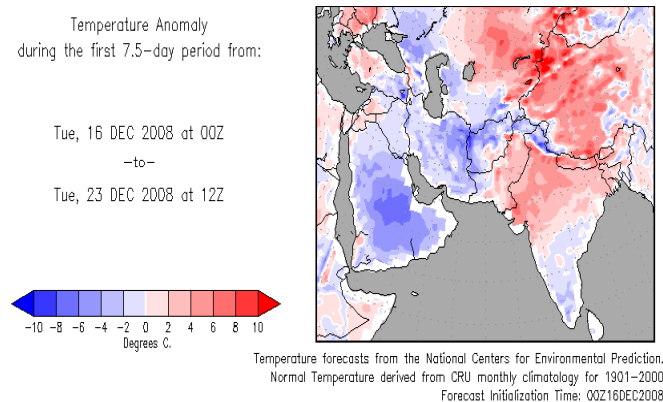 Temperature Anomaly
during the first 7.5-day period from:
Tue, 16 DEC 2008 at 00Z
-to-
Tue, 23 DEC 2008 at 12Z
-10 -8 -6 -4 -2 0 2 4 6 8 10
Degrees C.
Temperature forecasts from the National Centers for Environmental Prediction.
Normal Temperature derived from CRU monthly climatology for 1901-2000
Forecast Initialization Time: 00Z16DEC2008